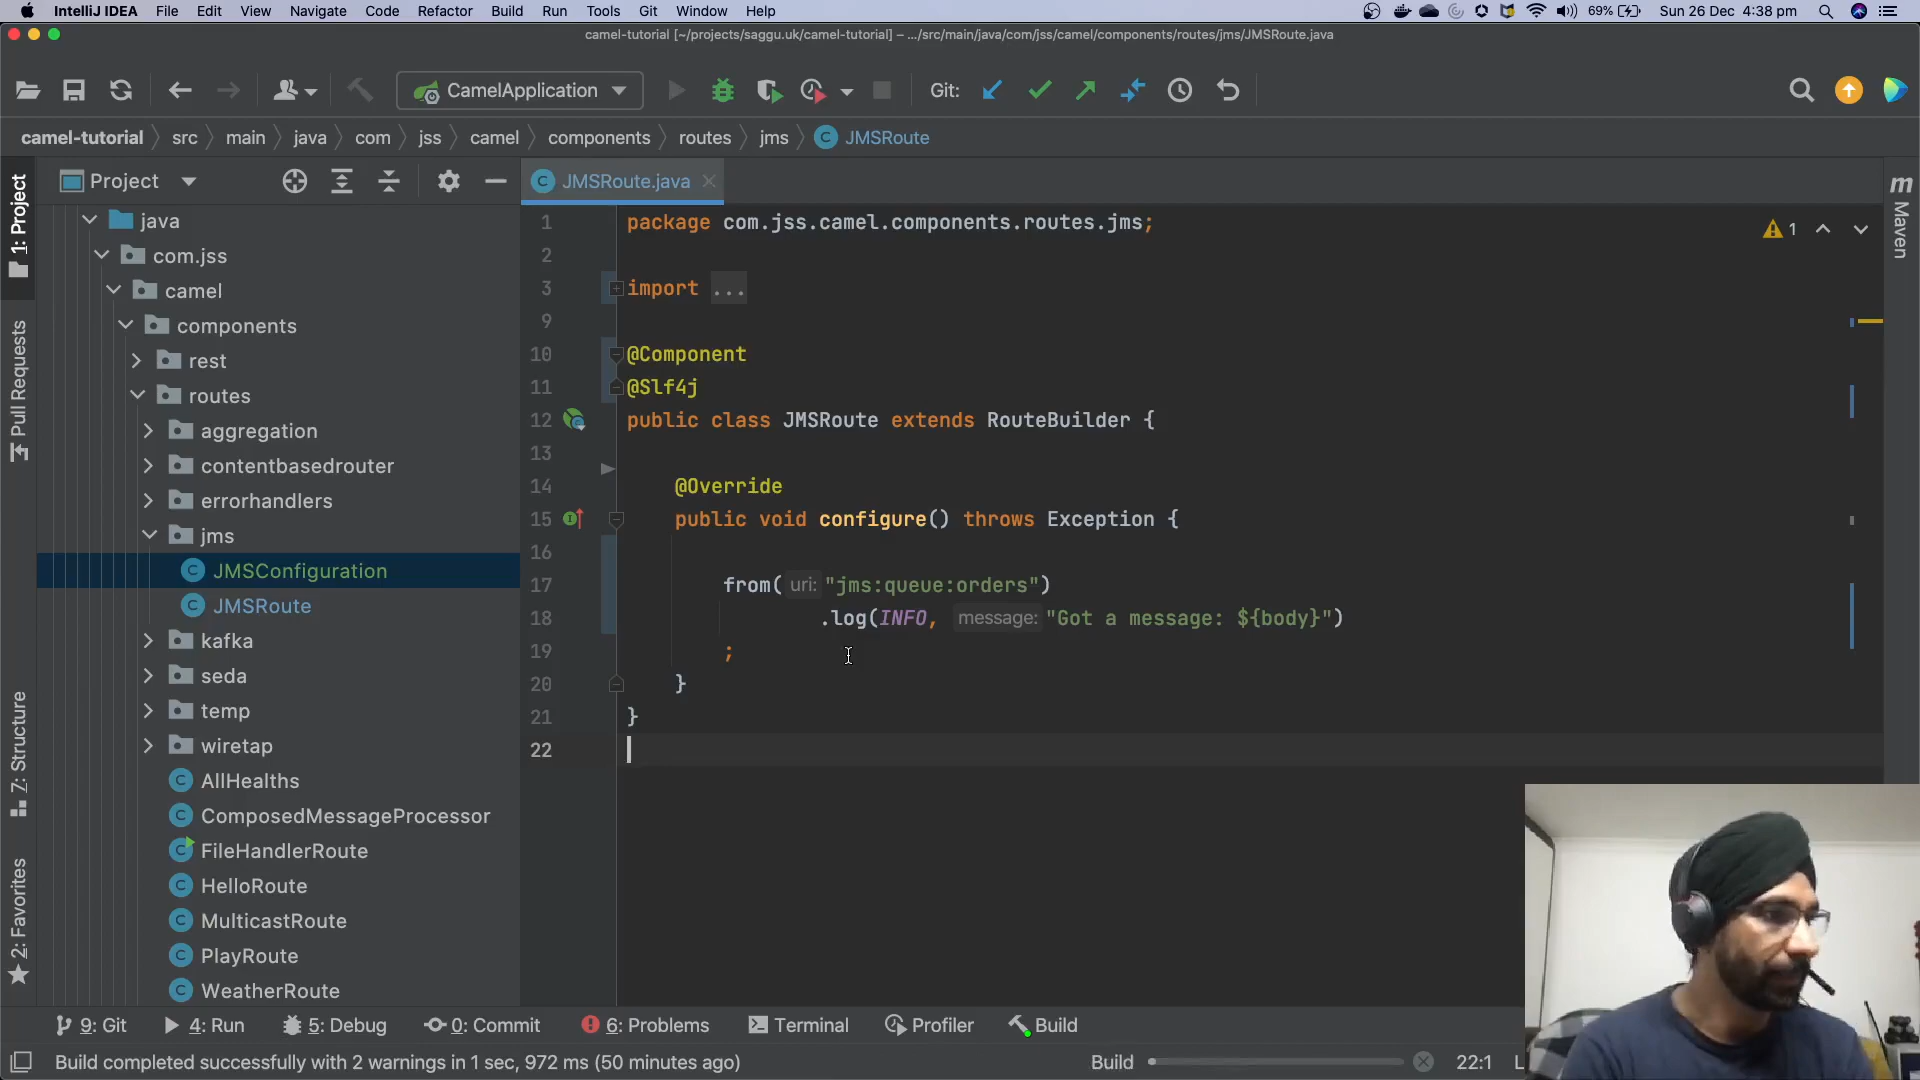 IntelliJ IDEA File Edit View Navigate Code Refactor Build Run Tools Git Window Help 69% Sun 26 Dec 4:38 pm
camel-tutorial [~/projects/saggu.uk/camel-tutorial] – .../src/main/java/com/jss/camel/components/routes/jms/JMSRoute.java
CamelApplication Git:
camel-tutorial src main java com jss camel components routes jms C JMSRoute
Project C JMSRoute.java
1: Project
Pull Requests
Z: Structure
2: Favorites
m Maven
java
com.jss
camel
components
rest
routes
aggregation
contentbasedrouter
errorhandlers
jms
C JMSConfiguration
C JMSRoute
kafka
seda
temp
wiretap
C AllHealths
C ComposedMessageProcessor
C FileHandlerRoute
C HelloRoute
C MulticastRoute
C PlayRoute
C WeatherRoute
1 package com.jss.camel.components.routes.jms;
1
2
3 import ...
9
10 @Component
11 @Slf4j
12 public class JMSRoute extends RouteBuilder {
13
14 @Override
15 public void configure() throws Exception {
16
17 from( uri: "jms:queue:orders")
18 .log(INFO, message: "Got a message: ${body}")
19 ;
20 }
21 }
22
9: Git 4: Run 5: Debug 0: Commit 6: Problems Terminal Profiler Build
Build completed successfully with 2 warnings in 1 sec, 972 ms (50 minutes ago) Build 22:1